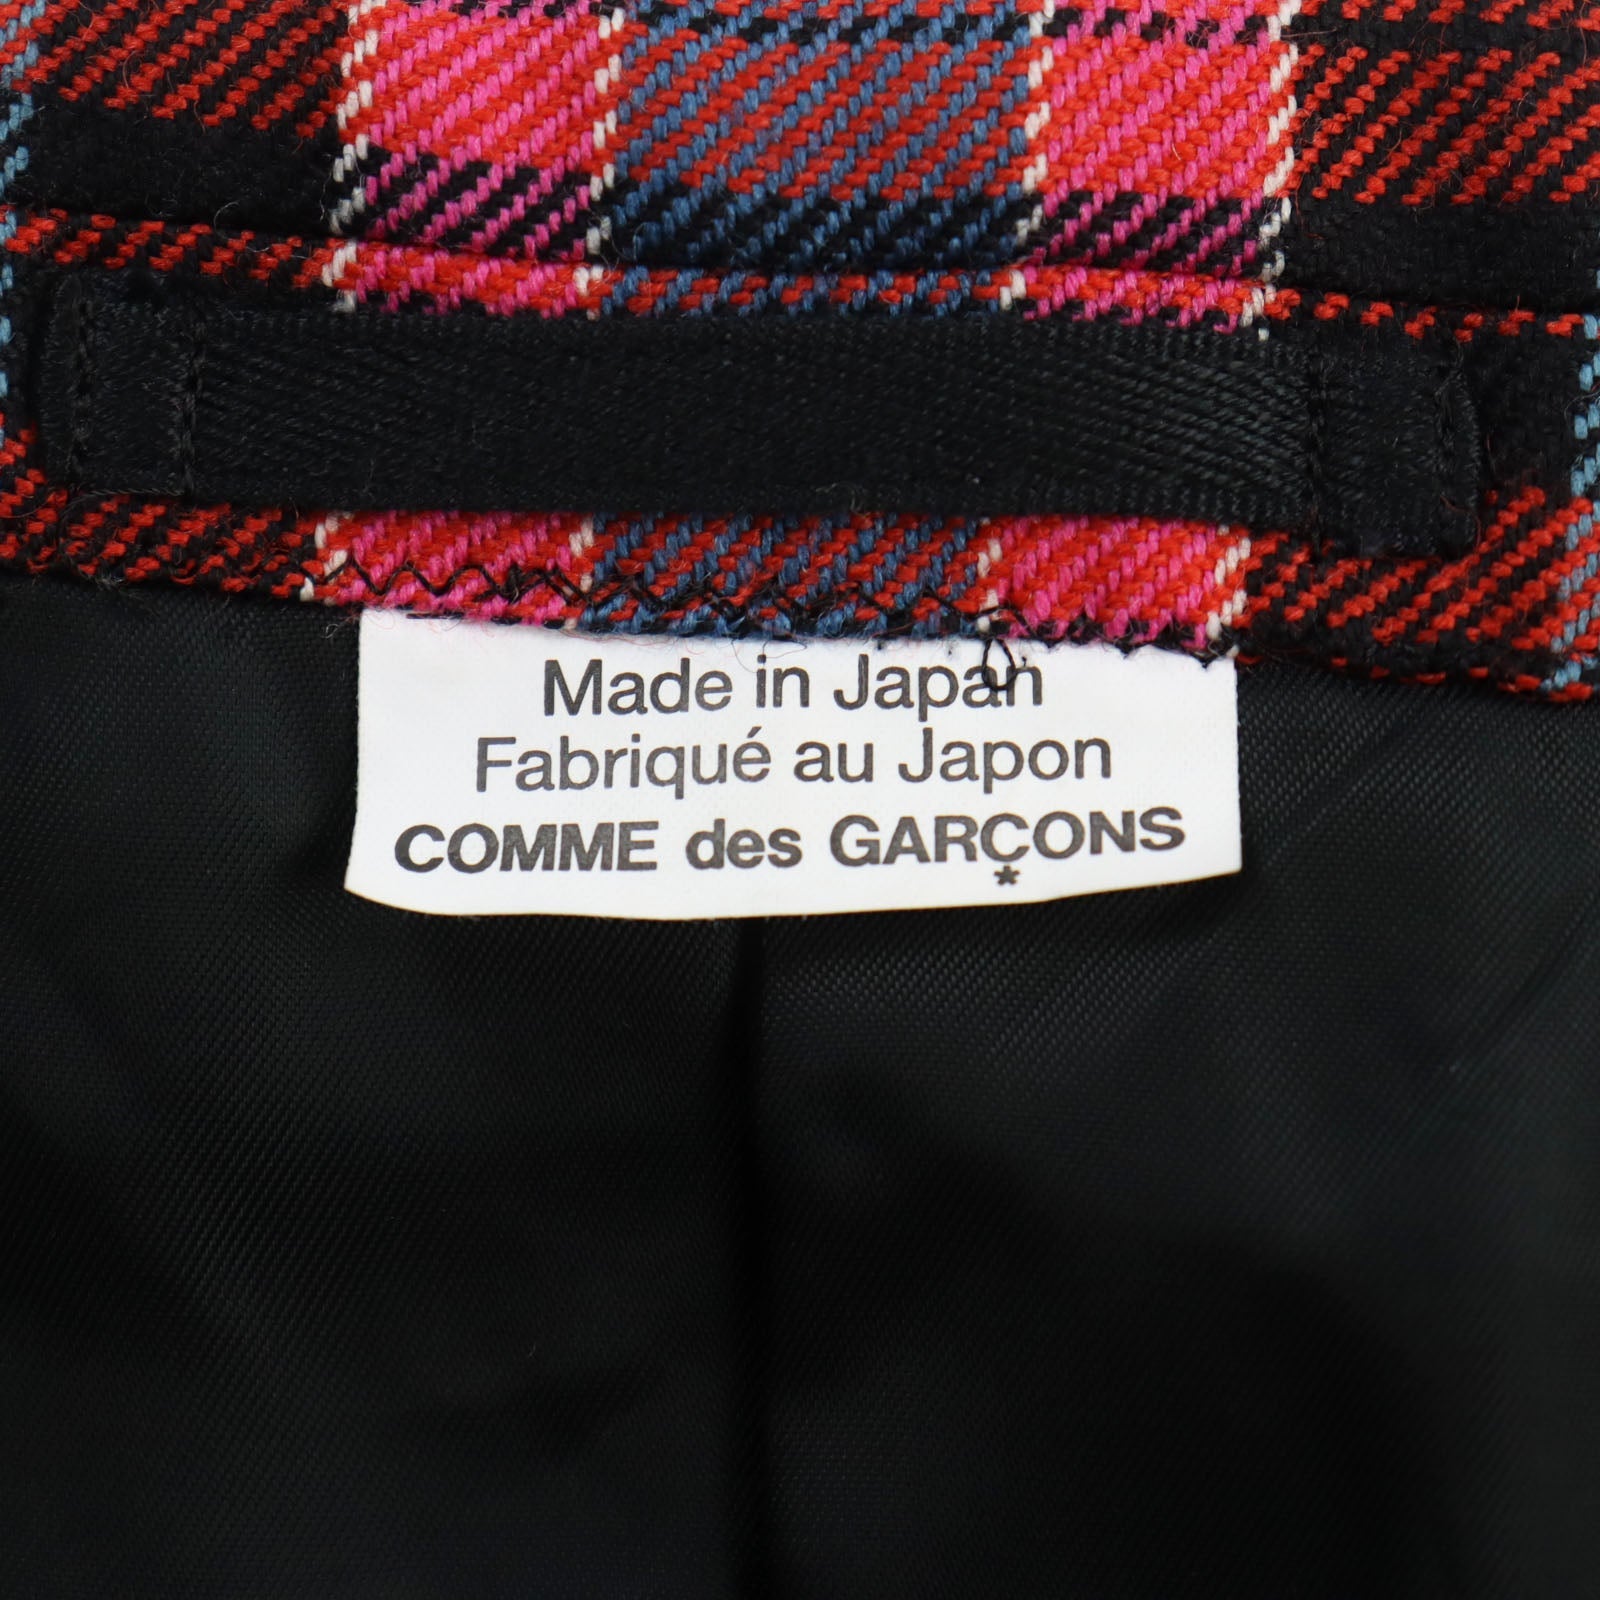 Made in Japan
Fabriqué au Japon
COMME des GARÇONS
*